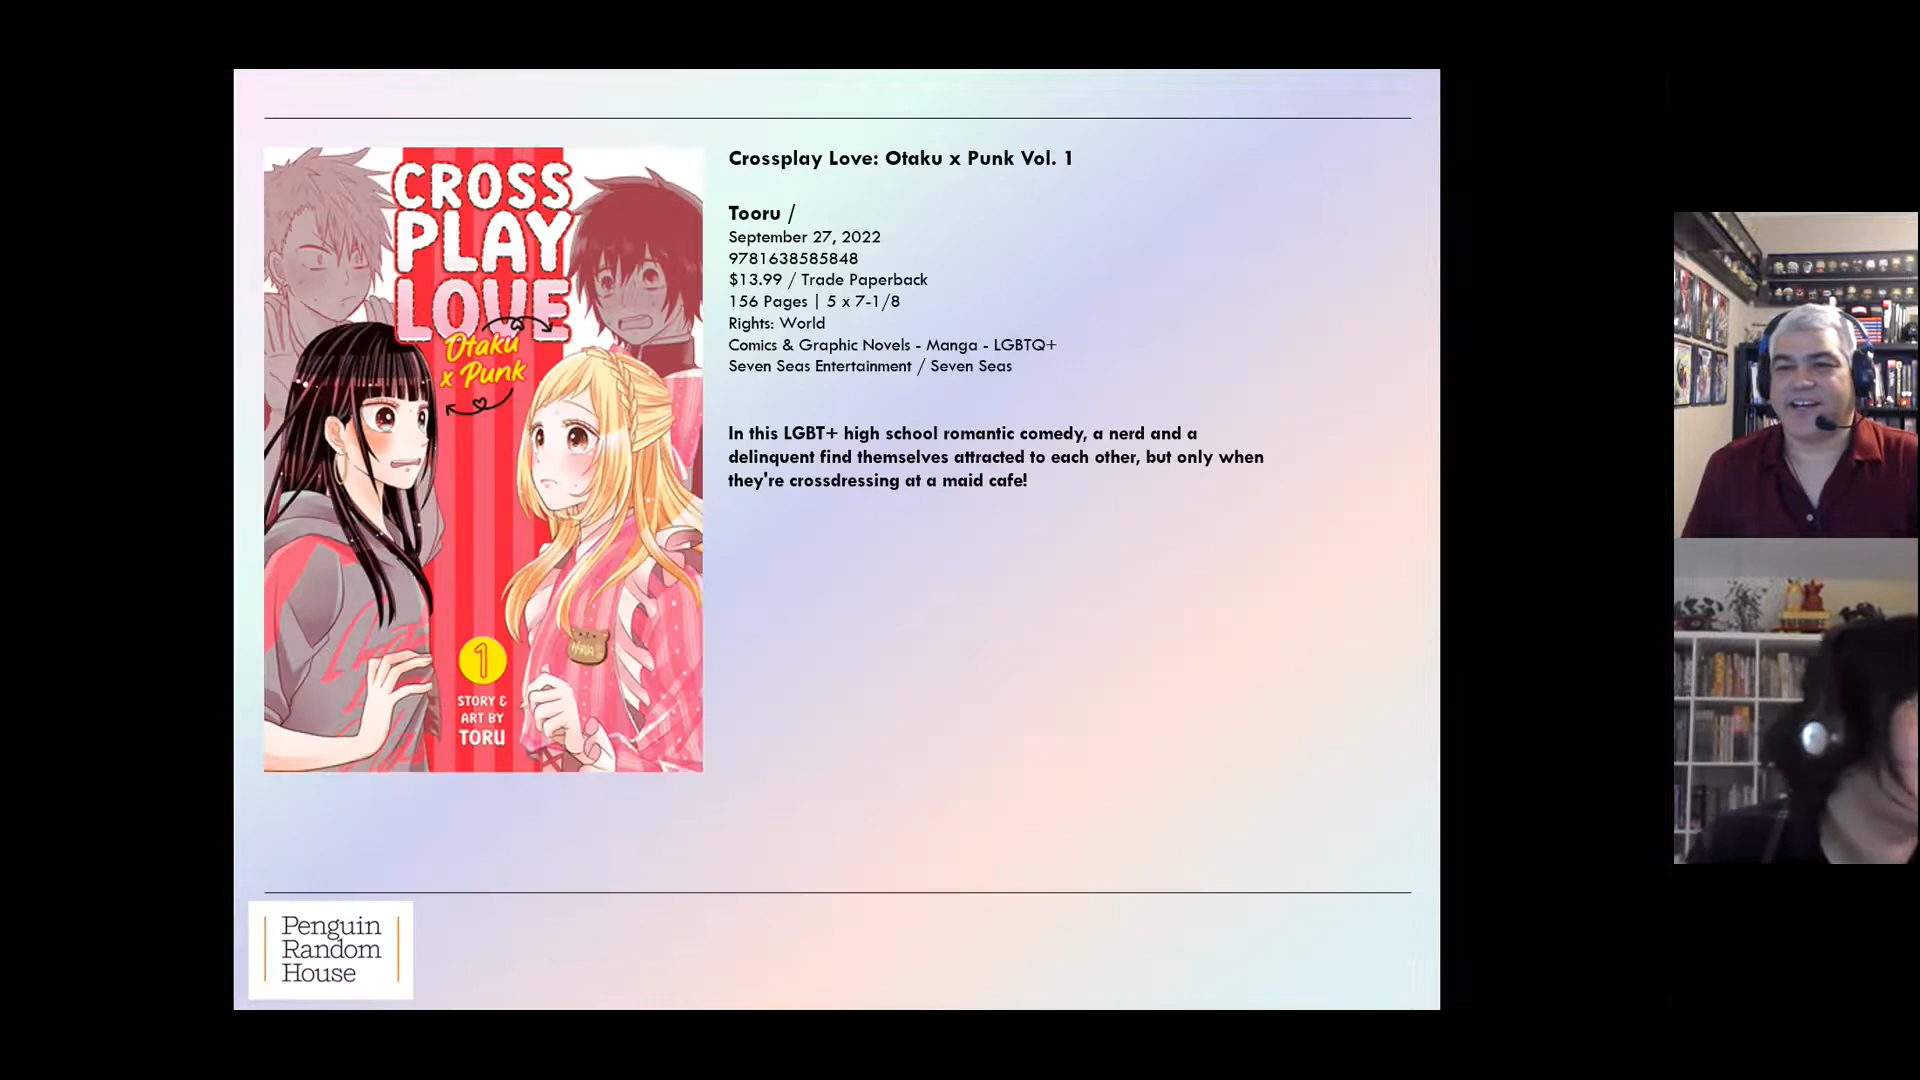 CROSS
PLAY
LOVE
Otaku
x Punk
1
STORY &
ART BY
TORU
Crossplay Love: Otaku x Punk Vol. 1
Tooru /
September 27, 2022
9781638585848
$13.99 / Trade Paperback
156 Pages | 5 x 7-1/8
Rights: World
Comics & Graphic Novels - Manga - LGBTQ+
Seven Seas Entertainment / Seven Seas
In this LGBT+ high school romantic comedy, a nerd and a
delinquent find themselves attracted to each other, but only when
they're crossdressing at a maid cafe!
Penguin
Random
House